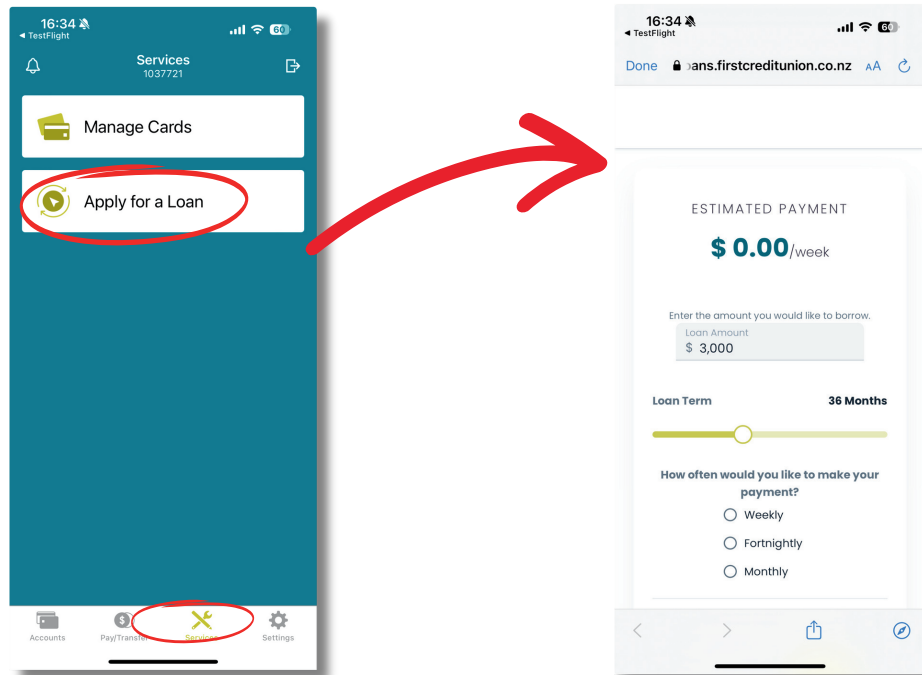 16:34
TestFlight
60
Services
1037721
Manage Cards
Apply for a Loan
Accounts
Pay/Transfer
Services
Settings
16:34
TestFlight
60
Done
ans.firstcreditunion.co.nz
AA
ESTIMATED PAYMENT
$ 0.00/week
Enter the amount you would like to borrow.
Loan Amount
$ 3,000
Loan Term
36 Months
How often would you like to make your
payment?
Weekly
Fortnightly
Monthly